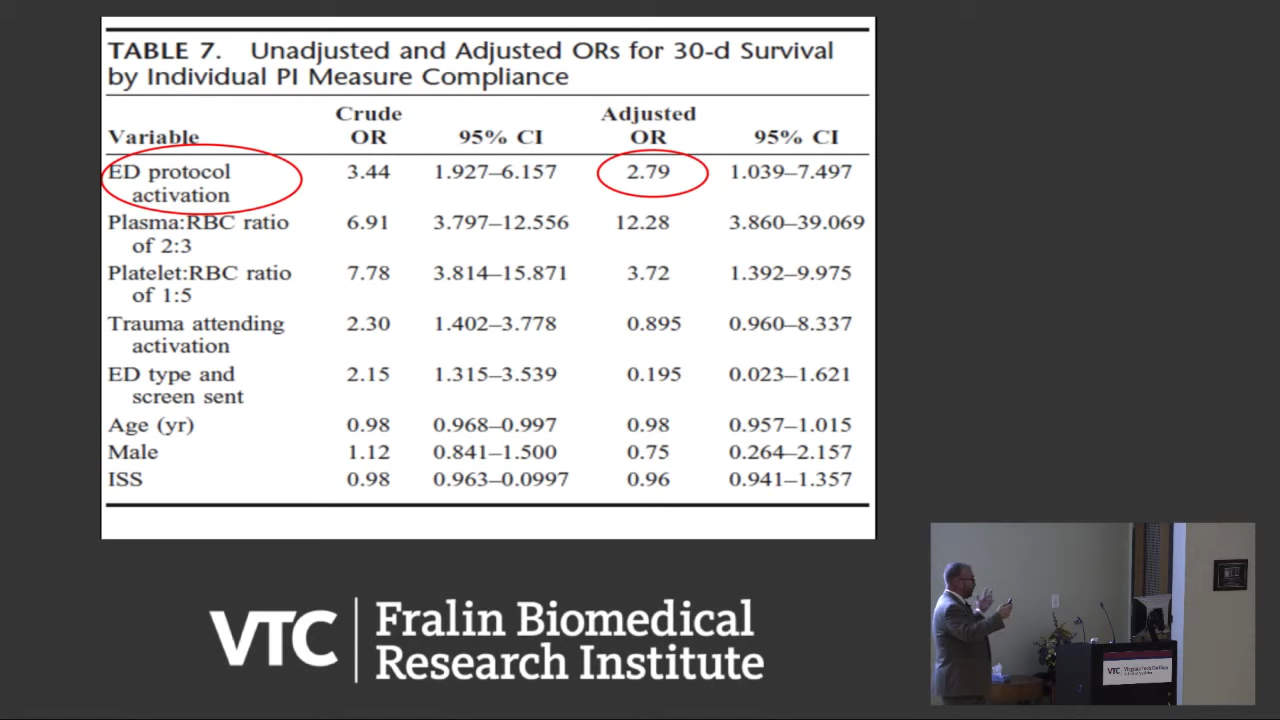 TABLE 7. Unadjusted and Adjusted ORs for 30-d Survival
by Individual PI Measure Compliance
Crude Adjusted
Variable OR 95% CI OR 95% CI
ED protocol 3.44 1.927–6.157 2.79 1.039–7.497
activation
Plasma:RBC ratio 6.91 3.797–12.556 12.28 3.860–39.069
of 2:3
Platelet:RBC ratio 7.78 3.814–15.871 3.72 1.392–9.975
of 1:5
Trauma attending 2.30 1.402–3.778 0.895 0.960–8.337
activation
ED type and 2.15 1.315–3.539 0.195 0.023–1.621
screen sent
Age (yr) 0.98 0.968–0.997 0.98 0.957–1.015
Male 1.12 0.841–1.500 0.75 0.264–2.157
ISS 0.98 0.963–0.0997 0.96 0.941–1.357
VTC Fralin Biomedical
Research Institute
VTC Virginia Tech Carilion